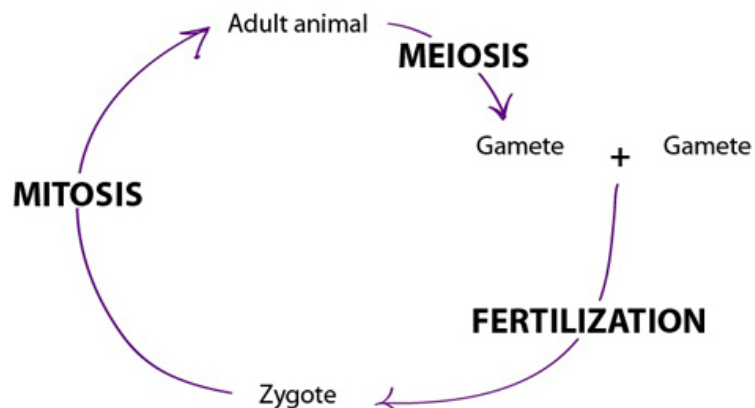 Adult animal
MEIOSIS
Gamete + Gamete
MITOSIS
FERTILIZATION
Zygote